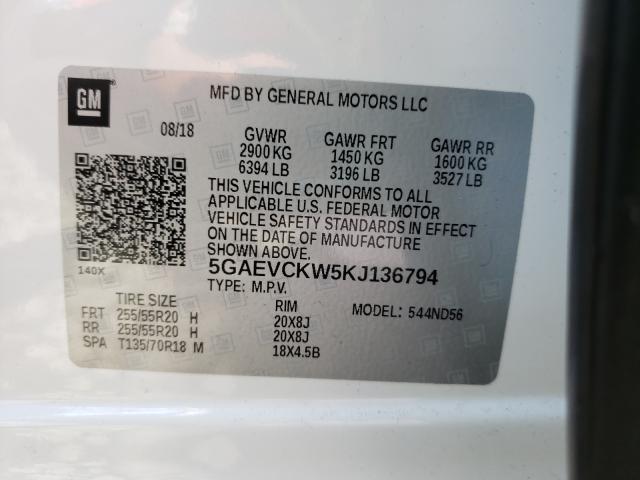 GM
MFD BY GENERAL MOTORS LLC
08/18
GVWR GAWR FRT GAWR RR
2900 KG 1450 KG 1600 KG
6394 LB 3196 LB 3527 LB
THIS VEHICLE CONFORMS TO ALL
APPLICABLE U.S. FEDERAL MOTOR
VEHICLE SAFETY STANDARDS IN EFFECT
ON THE DATE OF MANUFACTURE
SHOWN ABOVE.
140X
5GAEVCKW5KJ136794
TYPE: M.P.V.
TIRE SIZE RIM MODEL: 544ND56
FRT 255/55R20 H 20X8J
RR 255/55R20 H 20X8J
SPA T135/70R18 M 18X4.5B